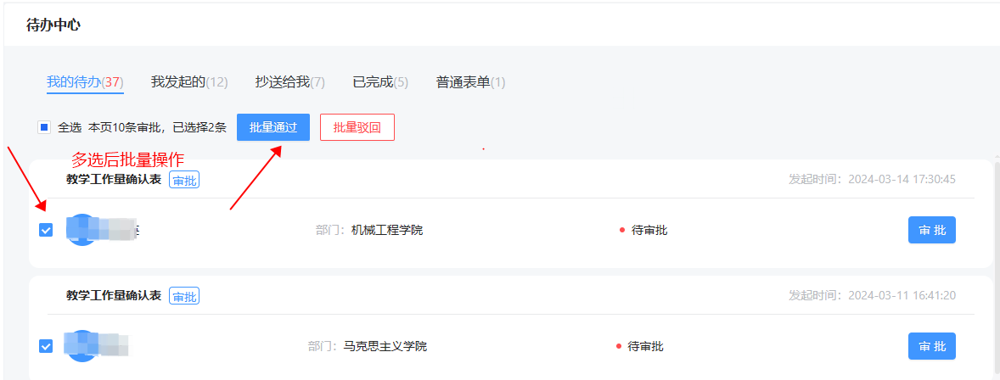 待办中心
我的待办(37) 我发起的(12) 抄送给我(7) 已完成(5) 普通表单(1)
全选 本页10条审批，已选择2条 批量通过 批量驳回
多选后批量操作
教学工作量确认表 审批 发起时间：2024-03-14 17:30:45
部门：机械工程学院 待审批 审 批
教学工作量确认表 审批 发起时间：2024-03-11 16:41:20
部门：马克思主义学院 待审批 审 批